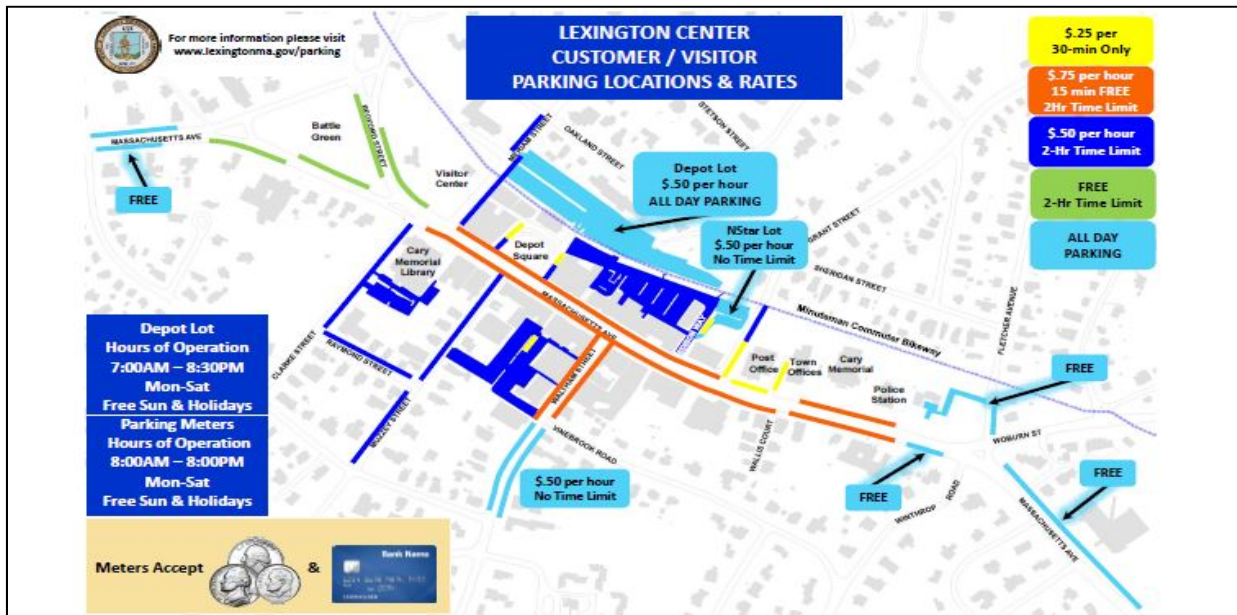 For more information please visit
www.lexingtonma.gov/parking
LEXINGTON CENTER
CUSTOMER / VISITOR
PARKING LOCATIONS & RATES
$.25 per
30-min Only
$.75 per hour
15 min FREE
2Hr Time Limit
$.50 per hour
2-Hr Time Limit
FREE
2-Hr Time Limit
ALL DAY
PARKING
MASSACHUSETTS AVE
FREE
Battle
Green
BEDFORD STREET
Visitor
Center
MERIAM STREET
OAKLAND STREET
STETSON STREET
Depot Lot
$.50 per hour
ALL DAY PARKING
NStar Lot
$.50 per hour
No Time Limit
GRANT STREET
SHERIDAN STREET
FLETCHER AVENUE
Minuteman Commuter Bikeway
Cary
Memorial
Library
Depot
Square
MASSACHUSETTS AVE
CLARKE STREET
RAYMOND STREET
MUZZEY STREET
WALTHAM STREET
VINEBROOK ROAD
WALLIS COURT
Post
Office
Town
Offices
Cary
Memorial
Police
Station
FREE
WOBURN ST
FREE
WINTHROP ROAD
FREE
MASSACHUSETTS AVE
$.50 per hour
No Time Limit
Depot Lot
Hours of Operation
7:00AM – 8:30PM
Mon-Sat
Free Sun & Holidays
Parking Meters
Hours of Operation
8:00AM – 8:00PM
Mon-Sat
Free Sun & Holidays
Meters Accept
&
Bank Name